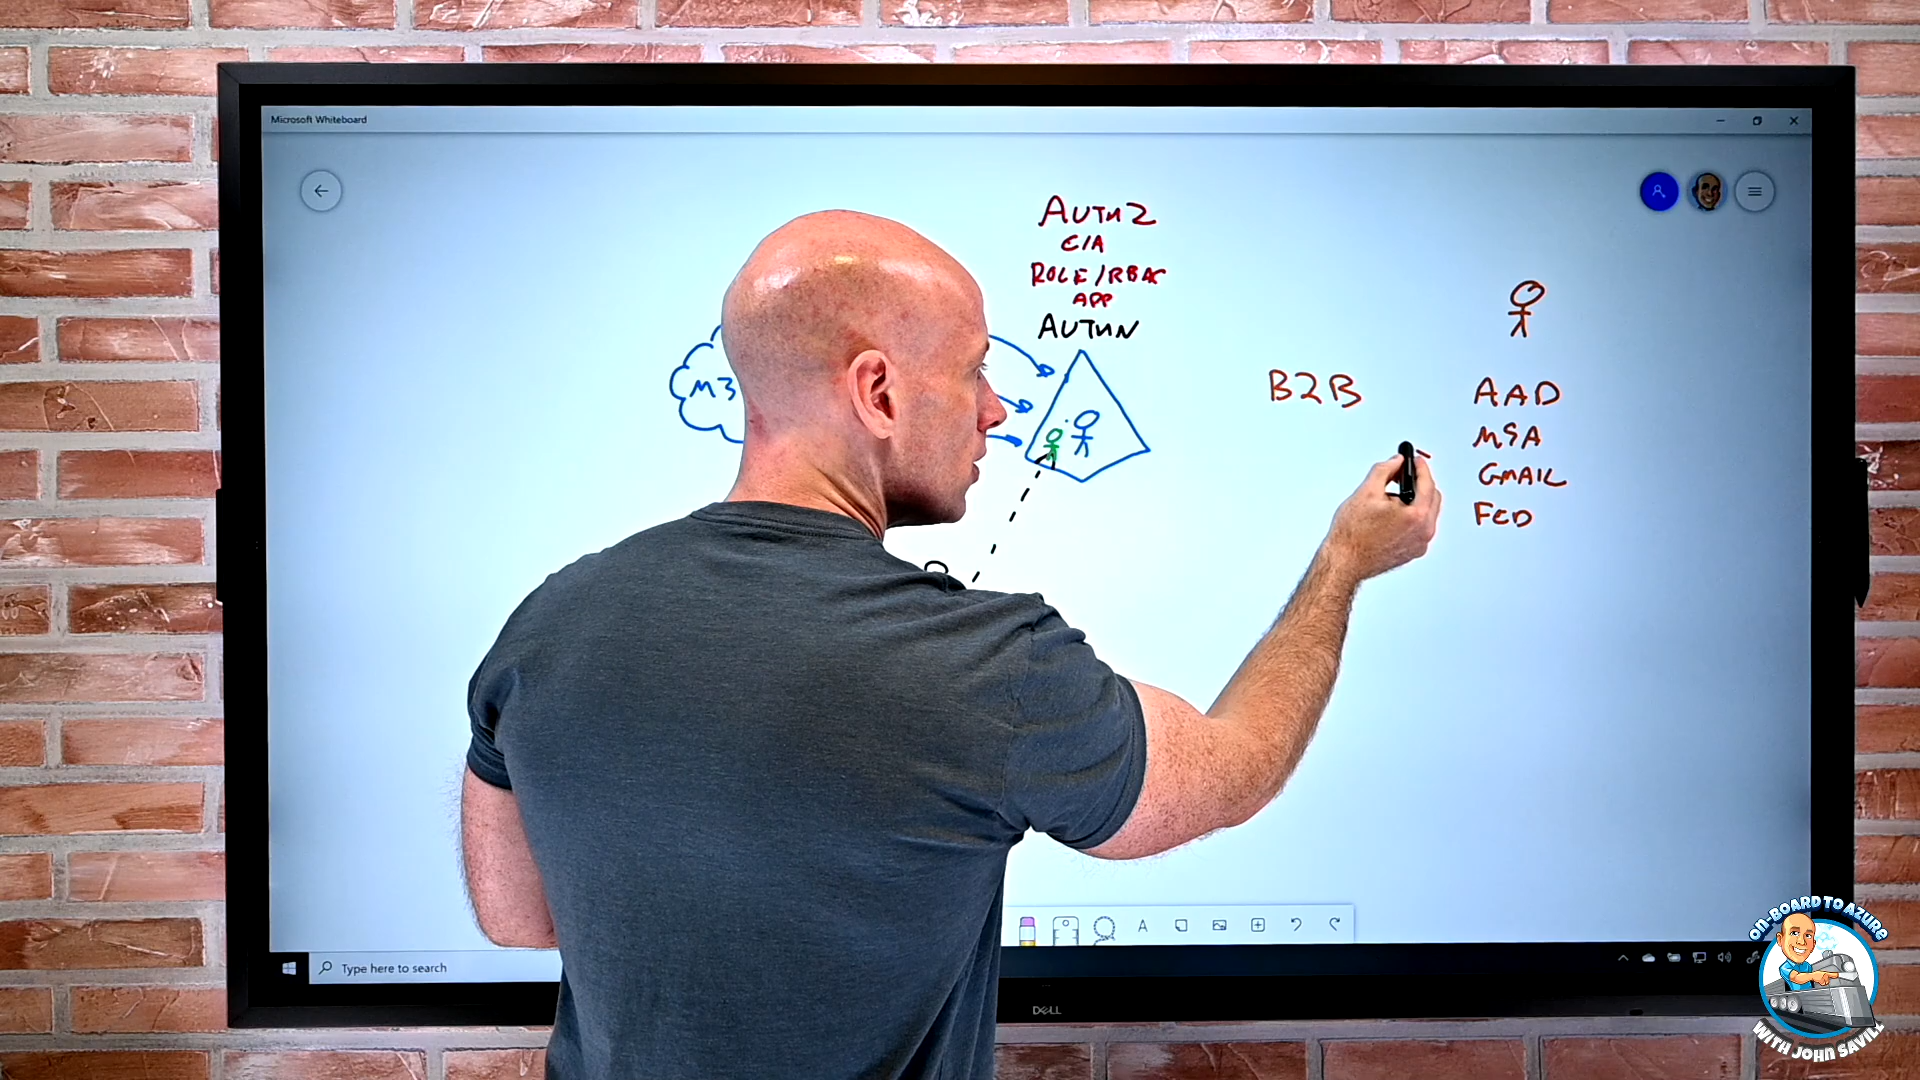 Microsoft Whiteboard
AUTHZ
C/A
ROLE/RBAC
APP
AUTHN
M3
B2B
AAD
MSA
GMAIL
FED
A
Type here to search
DELL
ON-BOARD TO AZURE
WITH JOHN SAVILL